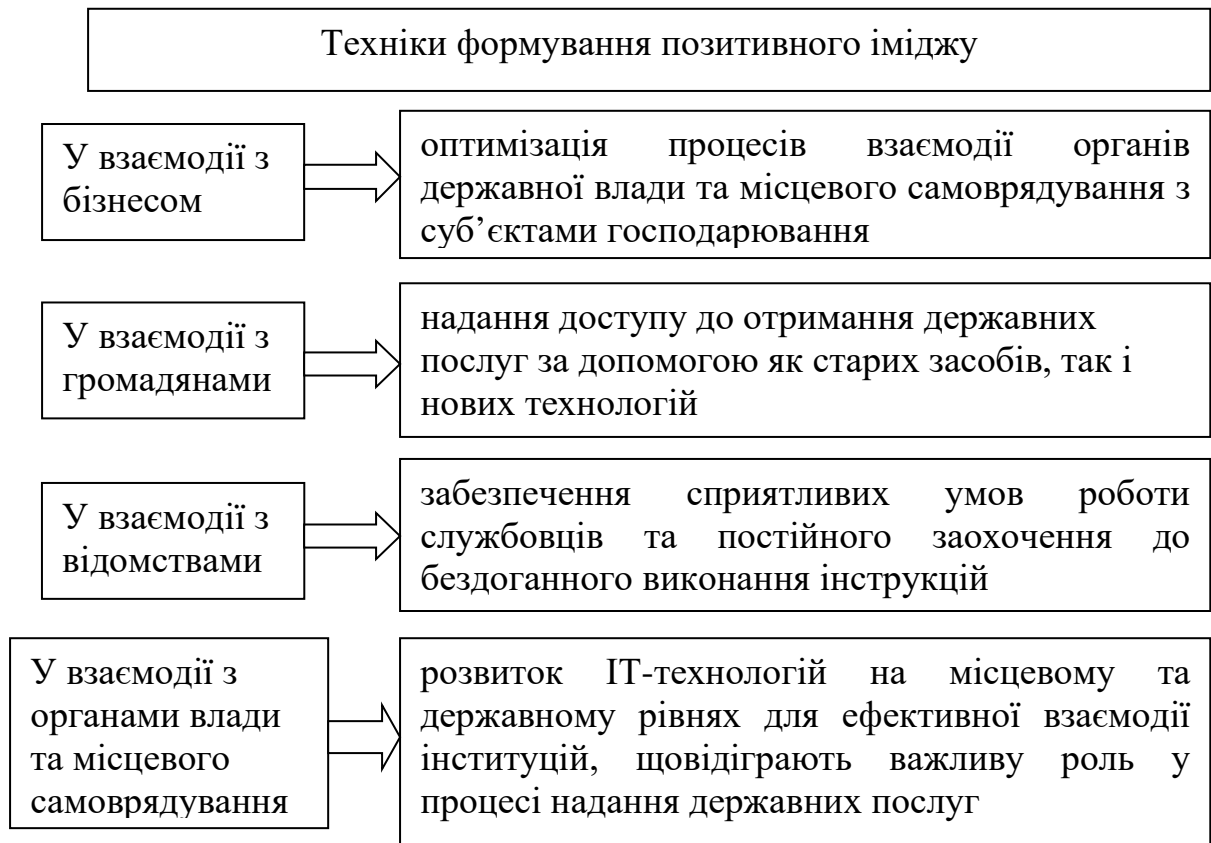 Техніки формування позитивного іміджу
У взаємодії з
бізнесом
оптимізація процесів взаємодії органів
державної влади та місцевого самоврядування з
суб’єктами господарювання
У взаємодії з
громадянами
надання доступу до отримання державних
послуг за допомогою як старих засобів, так і
нових технологій
У взаємодії з
відомствами
забезпечення сприятливих умов роботи
службовців та постійного заохочення до
бездоганного виконання інструкцій
У взаємодії з
органами влади
та місцевого
самоврядування
розвиток ІТ-технологій на місцевому та
державному рівнях для ефективної взаємодії
інституцій, щовідіграють важливу роль у
процесі надання державних послуг